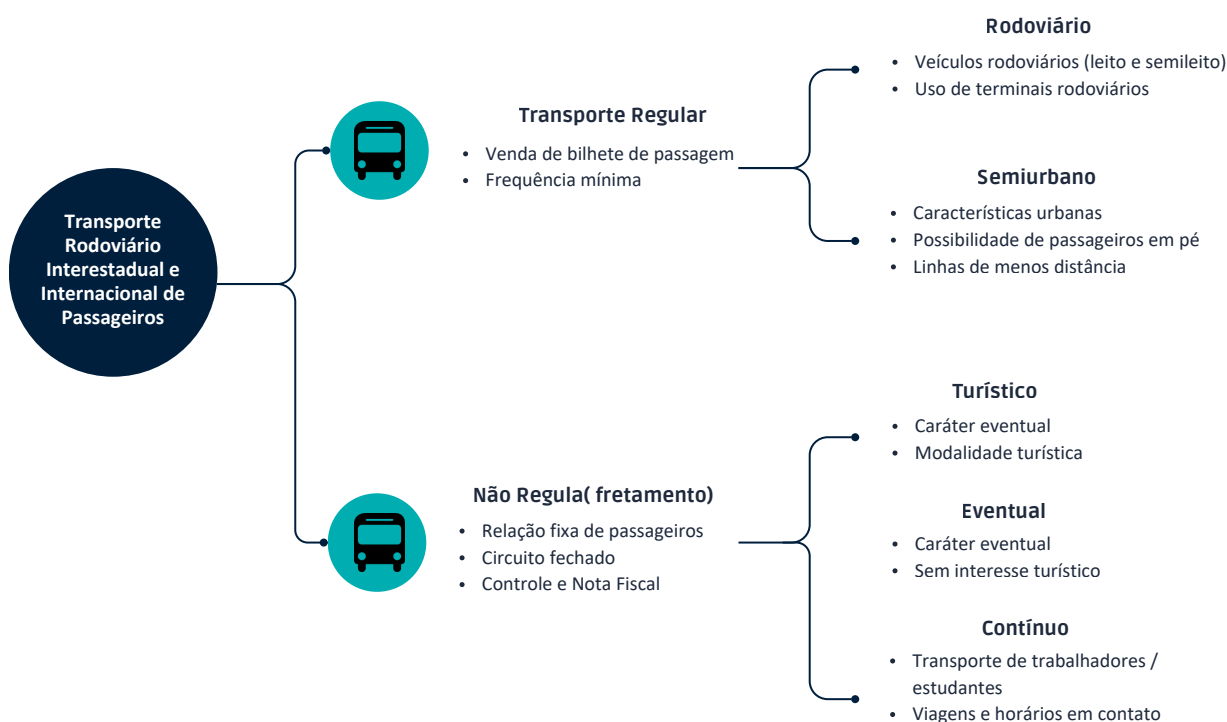 Transporte
Rodoviário
Interestadual e
Internacional de
Passageiros
Transporte Regular
• Venda de bilhete de passagem
• Frequência mínima
Rodoviário
• Veículos rodoviários (leito e semileito)
• Uso de terminais rodoviários
Semiurbano
• Características urbanas
• Possibilidade de passageiros em pé
• Linhas de menos distância
Não Regula( fretamento)
• Relação fixa de passageiros
• Circuito fechado
• Controle e Nota Fiscal
Turístico
• Caráter eventual
• Modalidade turística
Eventual
• Caráter eventual
• Sem interesse turístico
Contínuo
• Transporte de trabalhadores /
estudantes
• Viagens e horários em contato